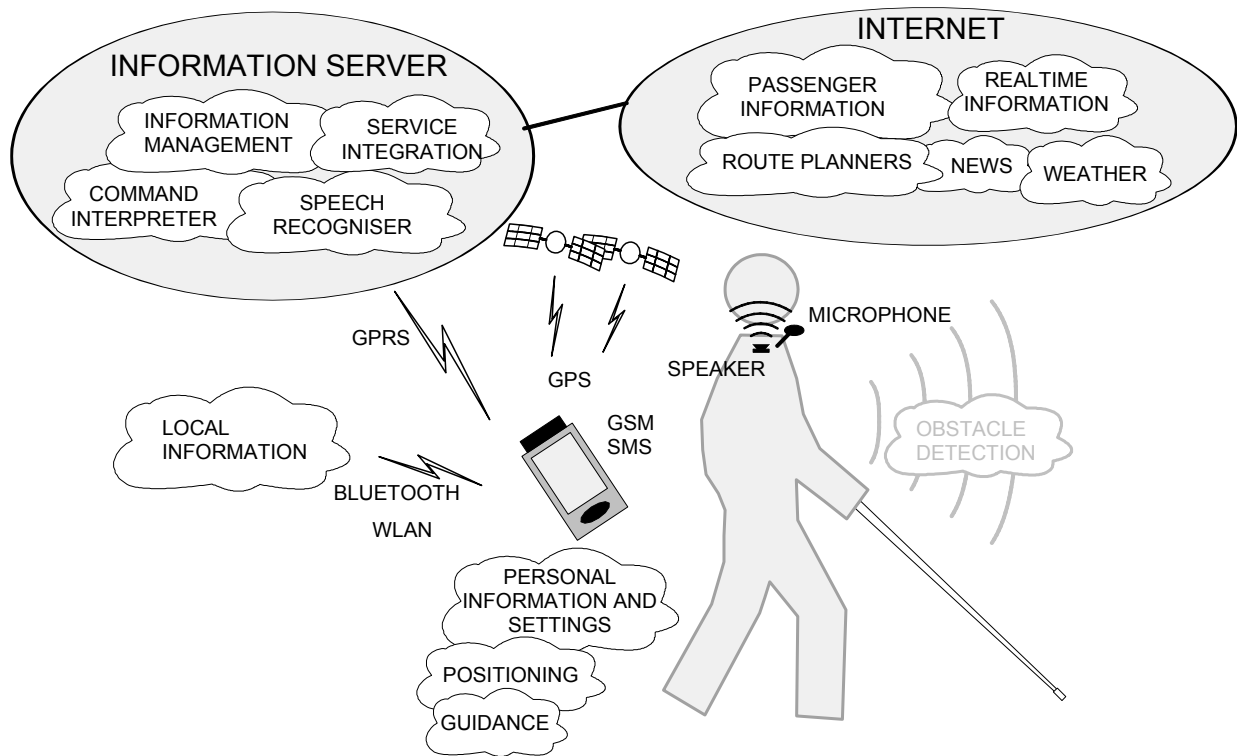 INFORMATION SERVER
INFORMATION
MANAGEMENT
SERVICE
INTEGRATION
COMMAND
INTERPRETER
SPEECH
RECOGNISER
INTERNET
PASSENGER
INFORMATION
REALTIME
INFORMATION
ROUTE PLANNERS
NEWS
WEATHER
GPRS
GPS
GSM
SMS
SPEAKER
MICROPHONE
OBSTACLE
DETECTION
LOCAL
INFORMATION
BLUETOOTH
WLAN
PERSONAL
INFORMATION AND
SETTINGS
POSITIONING
GUIDANCE